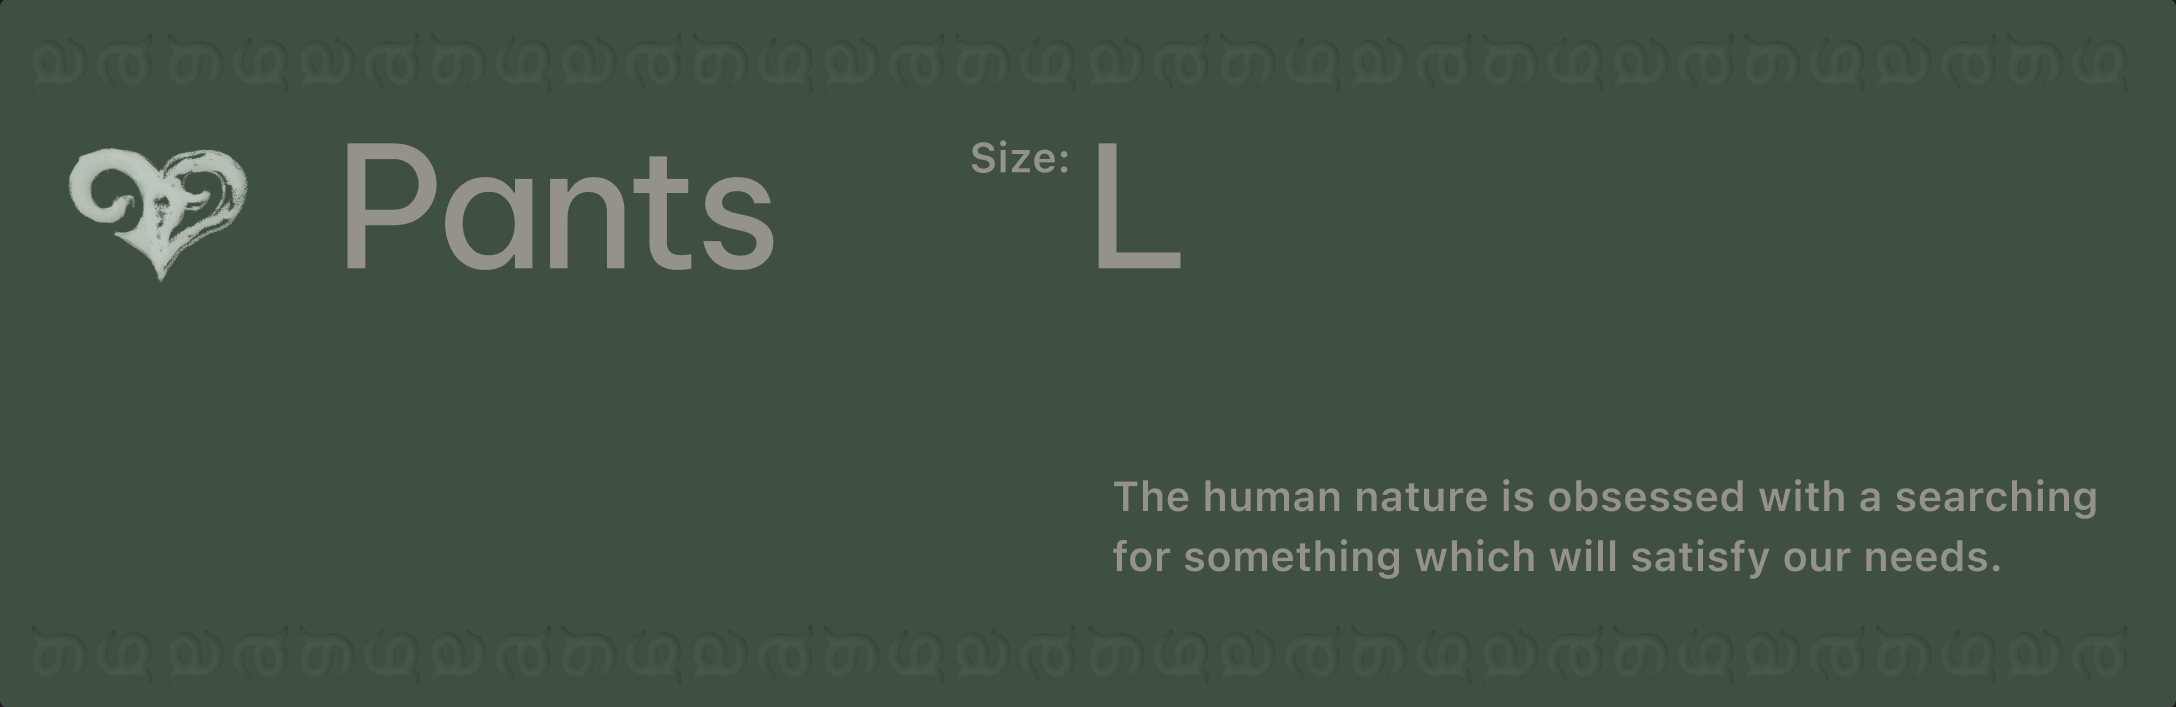 Pants
Size: L
The human nature is obsessed with a searching
for something which will satisfy our needs.